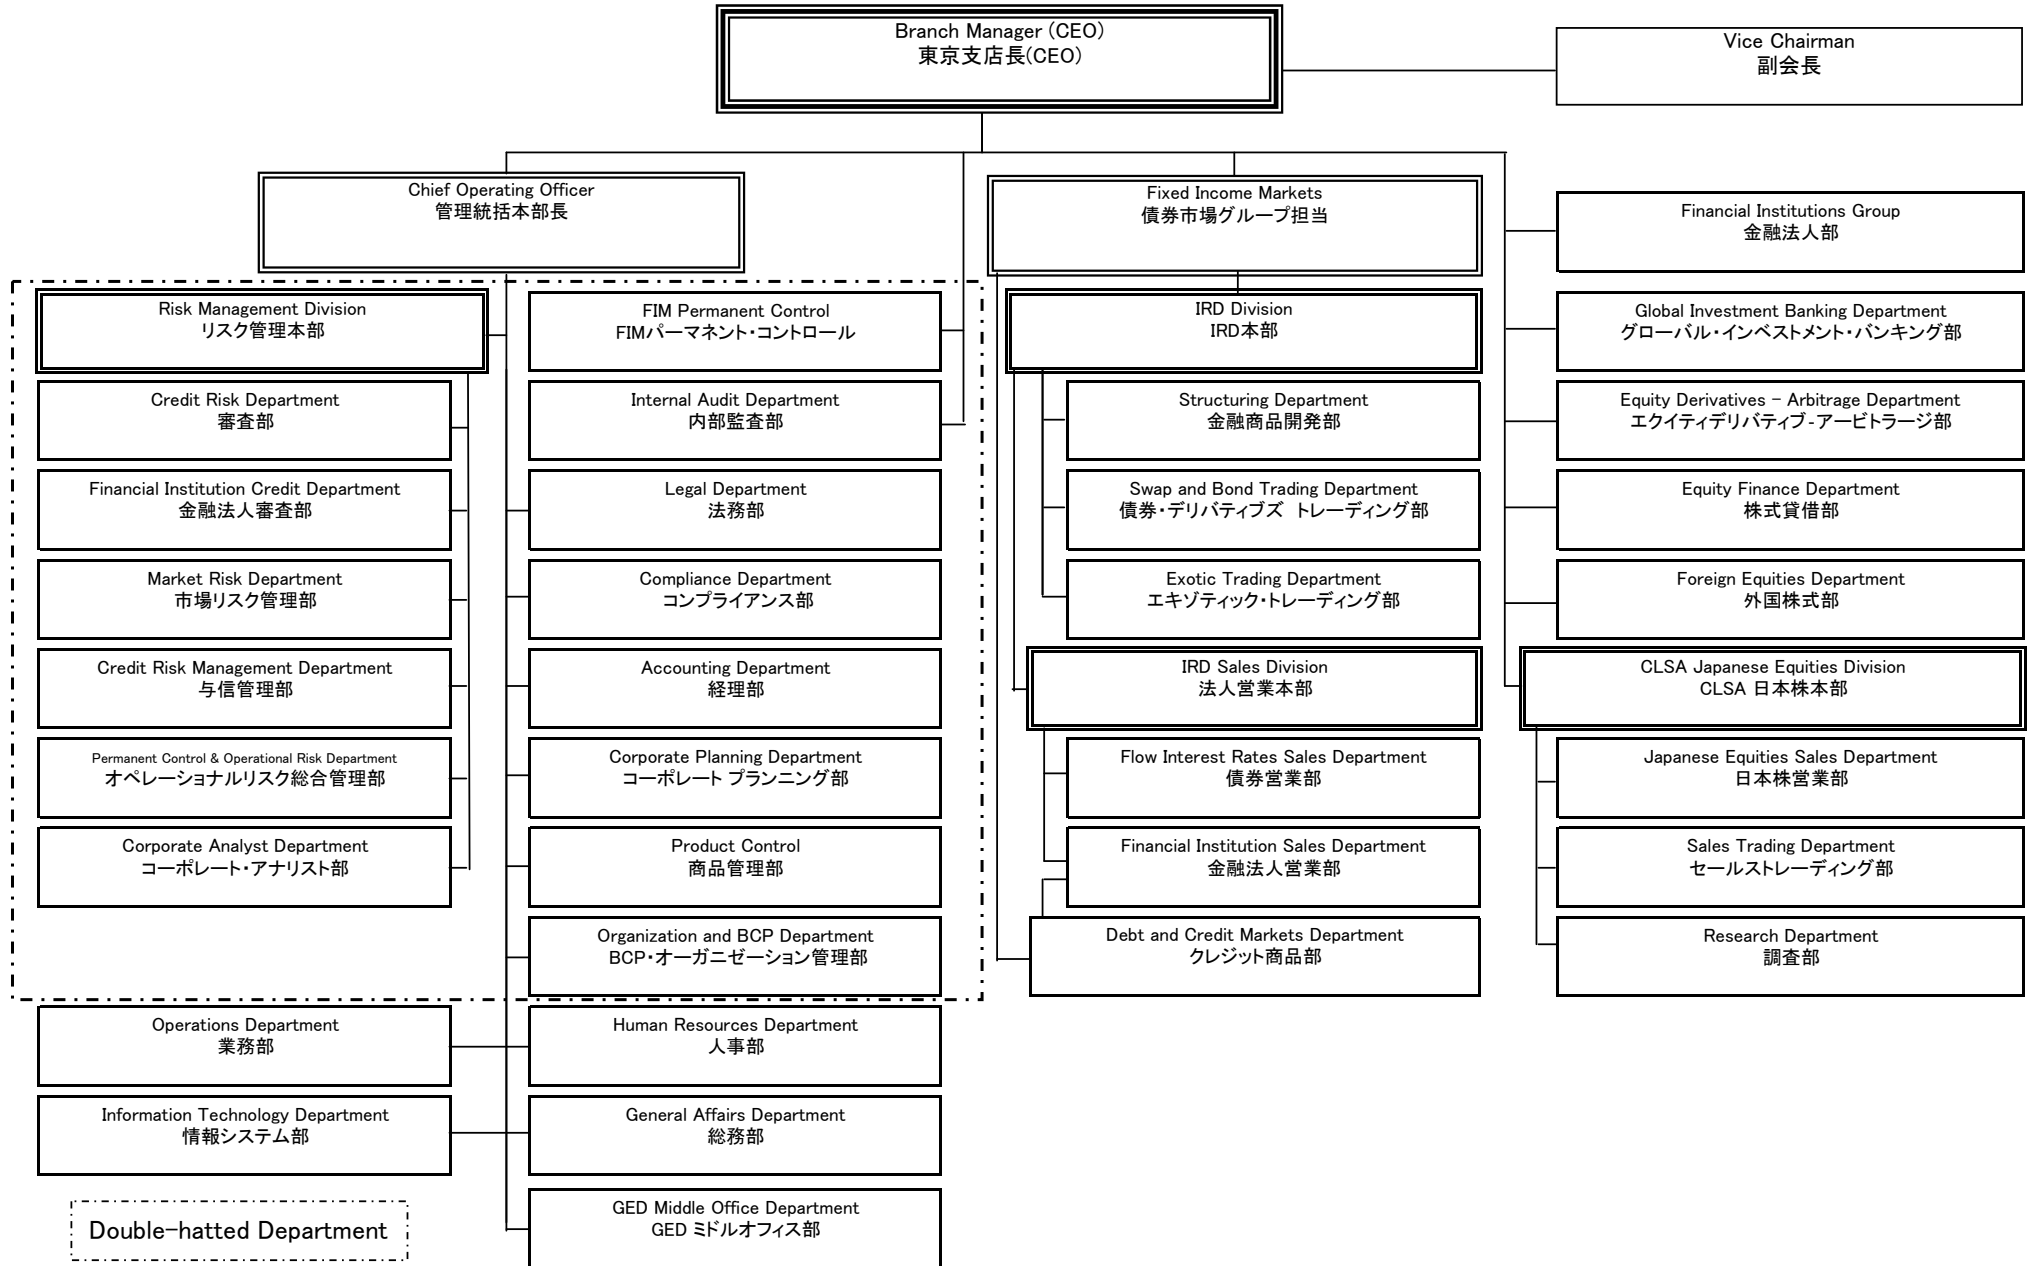 Branch Manager (CEO)
東京支店長(CEO)
Vice Chairman
副会長
Chief Operating Officer
管理統括本部長
Fixed Income Markets
債券市場グループ担当
Financial Institutions Group
金融法人部
Risk Management Division
リスク管理本部
FIM Permanent Control
FIMパーマネント・コントロール
IRD Division
IRD本部
Global Investment Banking Department
グローバル・インベストメント・バンキング部
Credit Risk Department
審査部
Internal Audit Department
内部監査部
Structuring Department
金融商品開発部
Equity Derivatives - Arbitrage Department
エクイティデリバティブ-アービトラージ部
Financial Institution Credit Department
金融法人審査部
Legal Department
法務部
Swap and Bond Trading Department
債券・デリバティブズ トレーディング部
Equity Finance Department
株式貸借部
Market Risk Department
市場リスク管理部
Compliance Department
コンプライアンス部
Exotic Trading Department
エキゾティック・トレーディング部
Foreign Equities Department
外国株式部
Credit Risk Management Department
与信管理部
Accounting Department
経理部
IRD Sales Division
法人営業本部
CLSA Japanese Equities Division
CLSA 日本株本部
Permanent Control & Operational Risk Department
オペレーショナルリスク総合管理部
Corporate Planning Department
コーポレート プランニング部
Flow Interest Rates Sales Department
債券営業部
Japanese Equities Sales Department
日本株営業部
Corporate Analyst Department
コーポレート・アナリスト部
Product Control
商品管理部
Financial Institution Sales Department
金融法人営業部
Sales Trading Department
セールストレーディング部
Organization and BCP Department
BCP・オーガニゼーション管理部
Debt and Credit Markets Department
クレジット商品部
Research Department
調査部
Operations Department
業務部
Human Resources Department
人事部
Information Technology Department
情報システム部
General Affairs Department
総務部
GED Middle Office Department
GED ミドルオフィス部
Double-hatted Department